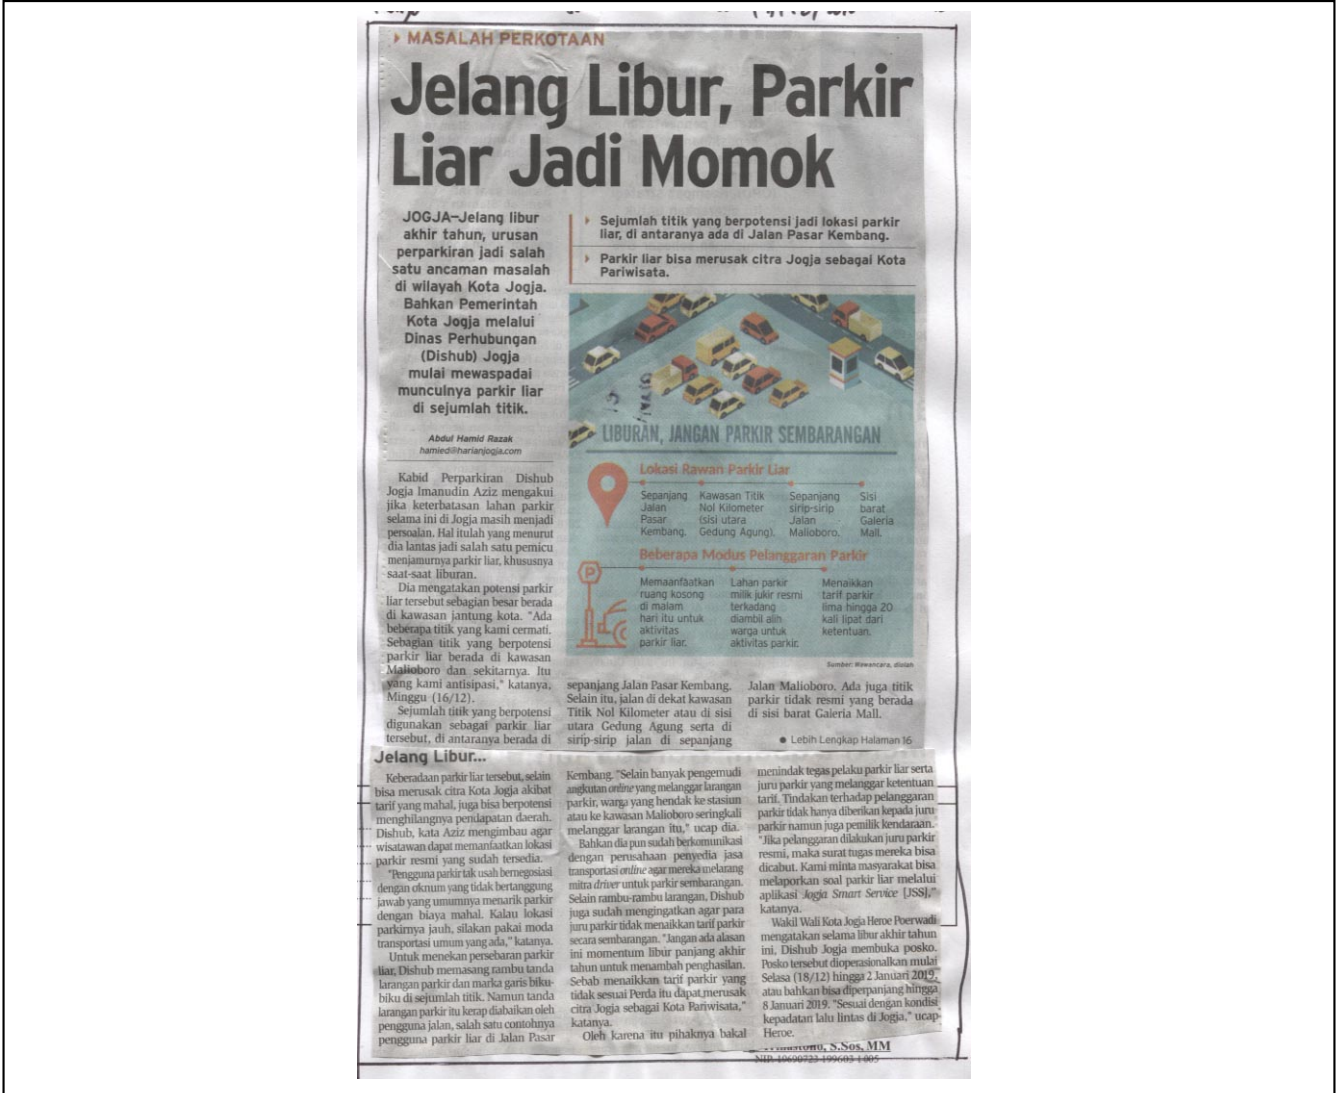 MASALAH PERKOTAAN
Jelang Libur, Parkir
Liar Jadi Momok
JOGJA—Jelang libur
akhir tahun, urusan
perparkiran jadi salah
satu ancaman masalah
di wilayah Kota Jogja.
Bahkan Pemerintah
Kota Jogja melalui
Dinas Perhubungan
(Dishub) Jogja
mulai mewaspadai
munculnya parkir liar
di sejumlah titik.
Abdul Hamid Razak
hamied@harianjogja.com
Sejumlah titik yang berpotensi jadi lokasi parkir
liar, di antaranya ada di Jalan Pasar Kembang.
Parkir liar bisa merusak citra Jogja sebagai Kota
Pariwisata.
LIBURAN, JANGAN PARKIR SEMBARANGAN
Lokasi Rawan Parkir Liar
Sepanjang
Jalan
Pasar
Kembang.
Kawasan Titik
Nol Kilometer
(sisi utara
Gedung Agung).
Sepanjang
sirip-sirip
Jalan
Malioboro.
Sisi
barat
Galeria
Mall.
Beberapa Modus Pelanggaran Parkir
P
Memaanfaatkan
ruang kosong
di malam
hari itu untuk
aktivitas
parkir liar.
Lahan parkir
milik jukir resmi
terkadang
diambil alih
warga untuk
aktivitas parkir.
Menaikkan
tarif parkir
lima hingga 20
kali lipat dari
ketentuan.
Sumber: Wawancara, diolah
Kabid Perparkiran Dishub
Jogja Imanudin Aziz mengakui
jika keterbatasan lahan parkir
selama ini di Jogja masih menjadi
persoalan. Hal itulah yang menurut
dia lantas jadi salah satu pemicu
menjamurnya parkir liar, khususnya
saat-saat liburan.
Dia mengatakan potensi parkir
liar tersebut sebagian besar berada
di kawasan jantung kota. "Ada
beberapa titik yang kami cermati.
Sebagian titik yang berpotensi
parkir liar berada di kawasan
Malioboro dan sekitarnya. Itu
yang kami antisipasi," katanya,
Minggu (16/12).
Sejumlah titik yang berpotensi
digunakan sebagai parkir liar
tersebut, di antaranya berada di
sepanjang Jalan Pasar Kembang.
Selain itu, jalan di dekat kawasan
Titik Nol Kilometer atau di sisi
utara Gedung Agung serta di
sirip-sirip jalan di sepanjang
Jalan Malioboro. Ada juga titik
parkir tidak resmi yang berada
di sisi barat Galeria Mall.
Lebih Lengkap Halaman 16
Jelang Libur...
Keberadaan parkir liar tersebut, selain
bisa merusak citra Kota Jogja akibat
tarif yang mahal, juga bisa berpotensi
menghilangnya pendapatan daerah.
Dishub, kata Aziz mengimbau agar
wisatawan dapat memanfaatkan lokasi
parkir resmi yang sudah tersedia.
"Pengguna parkir tak usah bernegosiasi
dengan oknum yang tidak bertanggung
jawab yang umumnya menarik parkir
dengan biaya mahal. Kalau lokasi
parkirnya jauh, silakan pakai moda
transportasi umum yang ada," katanya.
Untuk menekan persebaran parkir
liar, Dishub memasang rambu tanda
larangan parkir dan marka garis biku-
biku di sejumlah titik. Namun tanda
larangan parkir itu kerap diabaikan oleh
pengguna jalan, salah satu contohnya
pengguna parkir liar di Jalan Pasar
Kembang. "Selain banyak pengemudi
angkutan online yang melanggar larangan
parkir, warga yang hendak ke stasiun
atau ke kawasan Malioboro seringkali
melanggar larangan itu," ucap dia.
Bahkan dia pun sudah berkomunikasi
dengan perusahaan penyedia jasa
transportasi online agar mereka melarang
mitra driver untuk parkir sembarangan.
Selain rambu-rambu larangan, Dishub
juga sudah mengingatkan agar para
juru parkir tidak menaikkan tarif parkir
secara sembarangan. "Jangan ada alasan
ini momentum libur panjang akhir
tahun untuk menambah penghasilan.
Sebab menaikkan tarif parkir yang
tidak sesuai Perda itu dapat merusak
citra Jogja sebagai Kota Pariwisata,"
katanya.
Oleh karena itu pihaknya bakal
menindak tegas pelaku parkir liar serta
juru parkir yang melanggar ketentuan
tarif. Tindakan terhadap pelanggaran
parkir tidak hanya diberikan kepada juru
parkir namun juga pemilik kendaraan.
"Jika pelanggaran dilakukan juru parkir
resmi, maka surat tugas mereka bisa
dicabut. Kami minta masyarakat bisa
melaporkan soal parkir liar melalui
aplikasi Jogja Smart Service [JSS],"
katanya.
Wakil Wali Kota Jogja Heroe Poerwadi
mengatakan selama libur akhir tahun
ini, Dishub Jogja membuka posko.
Posko tersebut dioperasionalkan mulai
Selasa (18/12) hingga 2 Januari 2019,
atau bahkan bisa diperpanjang hingga
8 Januari 2019. "Sesuai dengan kondisi
kepadatan lalu lintas di Jogja," ucap
Heroe.
S.Sos, MM
NIP. 19690723 199603 1 005